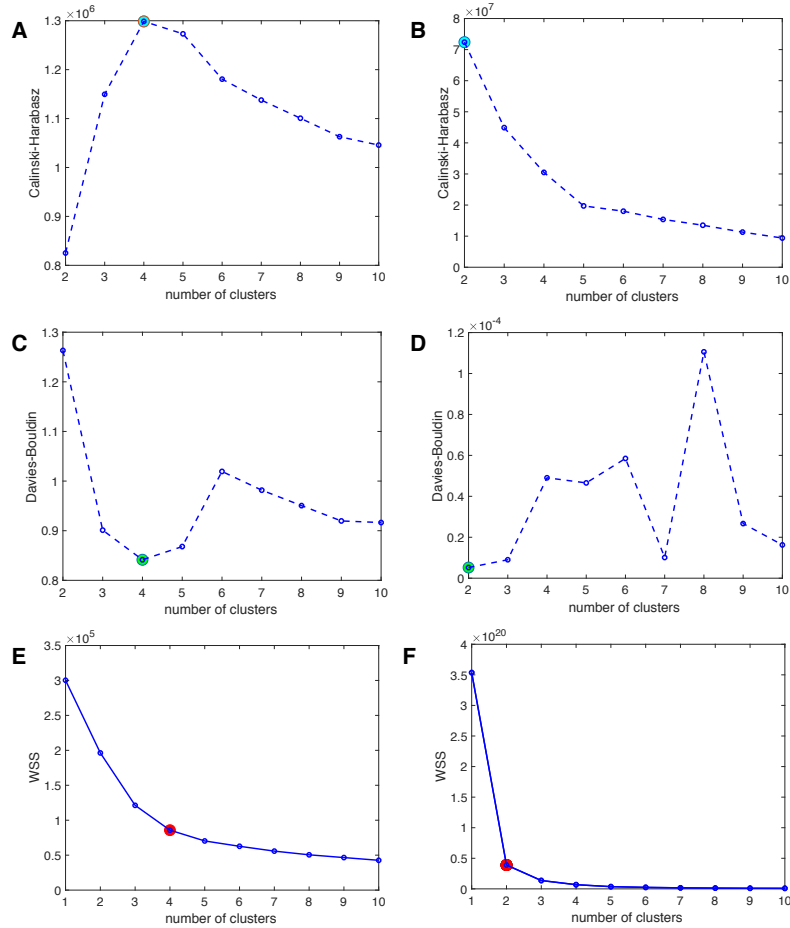 A
×10^6
1.3
1.2
1.1
1
0.9
0.8
Calinski-Harabasz
2 3 4 5 6 7 8 9 10
number of clusters
B
×10^7
8
7
6
5
4
3
2
1
0
Calinski-Harabasz
2 3 4 5 6 7 8 9 10
number of clusters
C
1.3
1.2
1.1
1
0.9
0.8
Davies-Bouldin
2 3 4 5 6 7 8 9 10
number of clusters
D
×10^-4
1.2
1
0.8
0.6
0.4
0.2
0
Davies-Bouldin
2 3 4 5 6 7 8 9 10
number of clusters
E
×10^5
3.5
3
2.5
2
1.5
1
0.5
0
WSS
1 2 3 4 5 6 7 8 9 10
number of clusters
F
×10^20
4
3.5
3.0
2.5
2.0
1.5
1.0
0.5
0
WSS
1 2 3 4 5 6 7 8 9 10
number of clusters